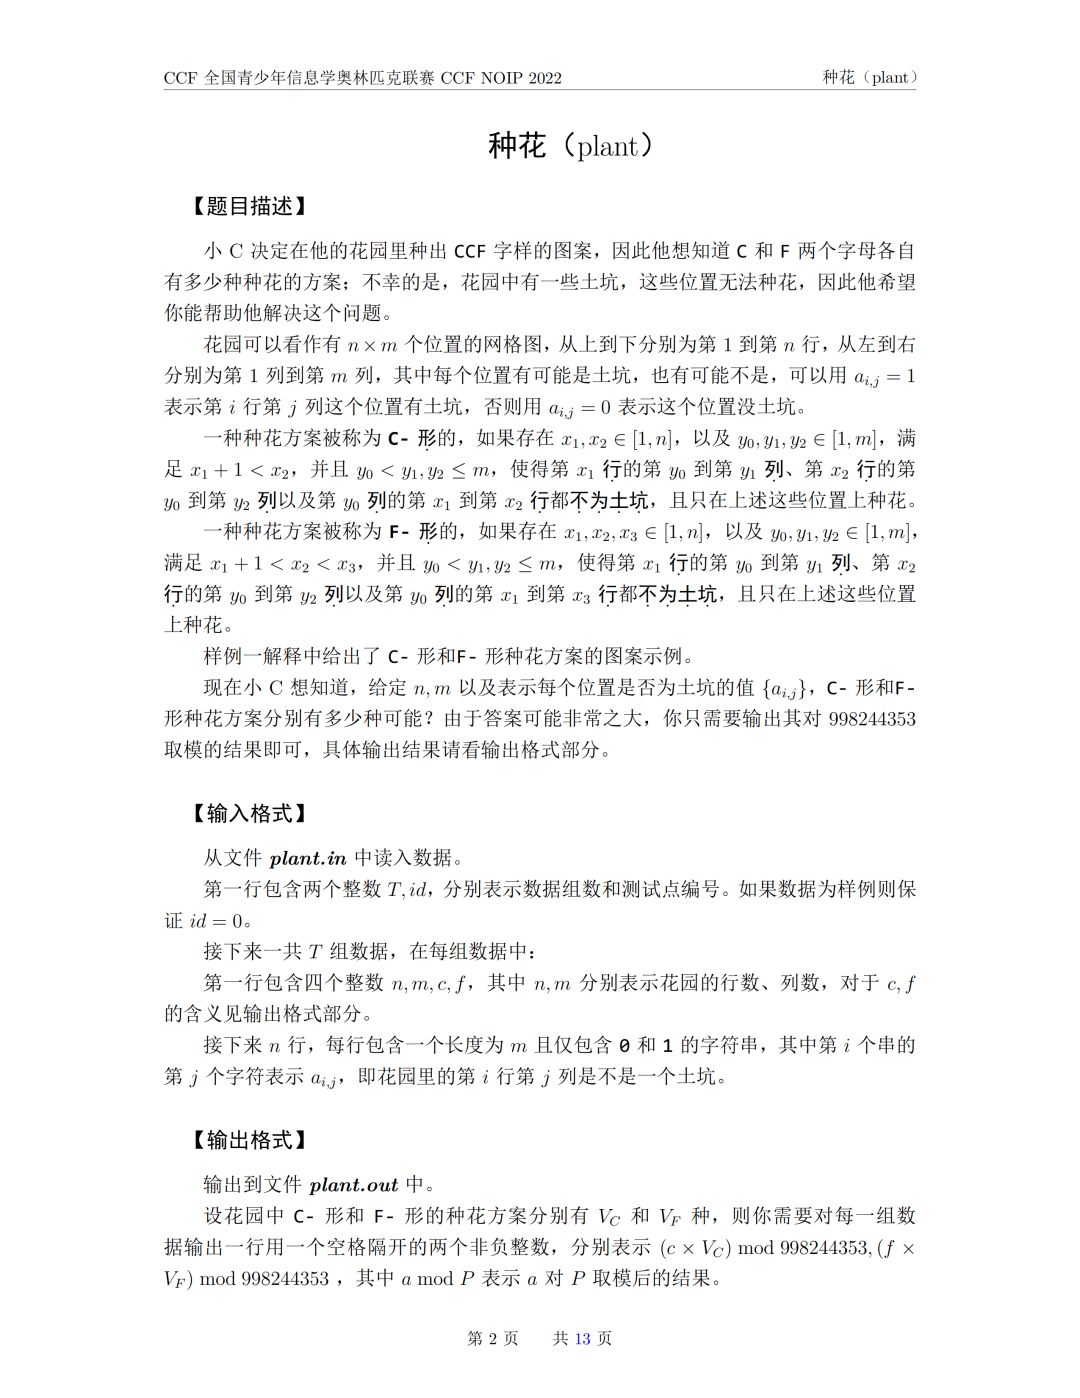 CCF 全国青少年信息学奥林匹克联赛 CCF NOIP 2022 种花（plant）
种花（plant）
【题目描述】
小 C 决定在他的花园里种出 CCF 字样的图案，因此他想知道 C 和 F 两个字母各自
有多少种种花的方案；不幸的是，花园中有一些土坑，这些位置无法种花，因此他希望
你能帮助他解决这个问题。
花园可以看作有 n×m 个位置的网格图，从上到下分别为第 1 到第 n 行，从左到右
分别为第 1 列到第 m 列，其中每个位置有可能是土坑，也有可能不是，可以用 a_{i,j} = 1
表示第 i 行第 j 列这个位置有土坑，否则用 a_{i,j} = 0 表示这个位置没土坑。
一种种花方案被称为 C- 形的，如果存在 x_1, x_2 ∈ [1, n]，以及 y_0, y_1, y_2 ∈ [1, m]，满
足 x_1 + 1 < x_2，并且 y_0 < y_1, y_2 ≤ m，使得第 x_1 行的第 y_0 到第 y_1 列、第 x_2 行的第
y_0 到第 y_2 列以及第 y_0 列的第 x_1 到第 x_2 行都不为土坑，且只在上述这些位置上种花。
一种种花方案被称为 F- 形的，如果存在 x_1, x_2, x_3 ∈ [1, n]，以及 y_0, y_1, y_2 ∈ [1, m]，
满足 x_1 + 1 < x_2 < x_3，并且 y_0 < y_1, y_2 ≤ m，使得第 x_1 行的第 y_0 到第 y_1 列、第 x_2
行的第 y_0 到第 y_2 列以及第 y_0 列的第 x_1 到第 x_3 行都不为土坑，且只在上述这些位置
上种花。
样例一解释中给出了 C- 形和F- 形种花方案的图案示例。
现在小 C 想知道，给定 n, m 以及表示每个位置是否为土坑的值 {a_{i,j}}，C- 形和F-
形种花方案分别有多少种可能？由于答案可能非常之大，你只需要输出其对 998244353
取模的结果即可，具体输出结果请看输出格式部分。
【输入格式】
从文件 plant.in 中读入数据。
第一行包含两个整数 T, id，分别表示数据组数和测试点编号。如果数据为样例则保
证 id = 0。
接下来一共 T 组数据，在每组数据中：
第一行包含四个整数 n, m, c, f，其中 n, m 分别表示花园的行数、列数，对于 c, f
的含义见输出格式部分。
接下来 n 行，每行包含一个长度为 m 且仅包含 0 和 1 的字符串，其中第 i 个串的
第 j 个字符表示 a_{i,j}，即花园里的第 i 行第 j 列是不是一个土坑。
【输出格式】
输出到文件 plant.out 中。
设花园中 C- 形和 F- 形的种花方案分别有 V_C 和 V_F 种，则你需要对每一组数
据输出一行用一个空格隔开的两个非负整数，分别表示 (c × V_C) mod 998244353, (f ×
V_F) mod 998244353 ，其中 a mod P 表示 a 对 P 取模后的结果。
第 2 页 共 13 页